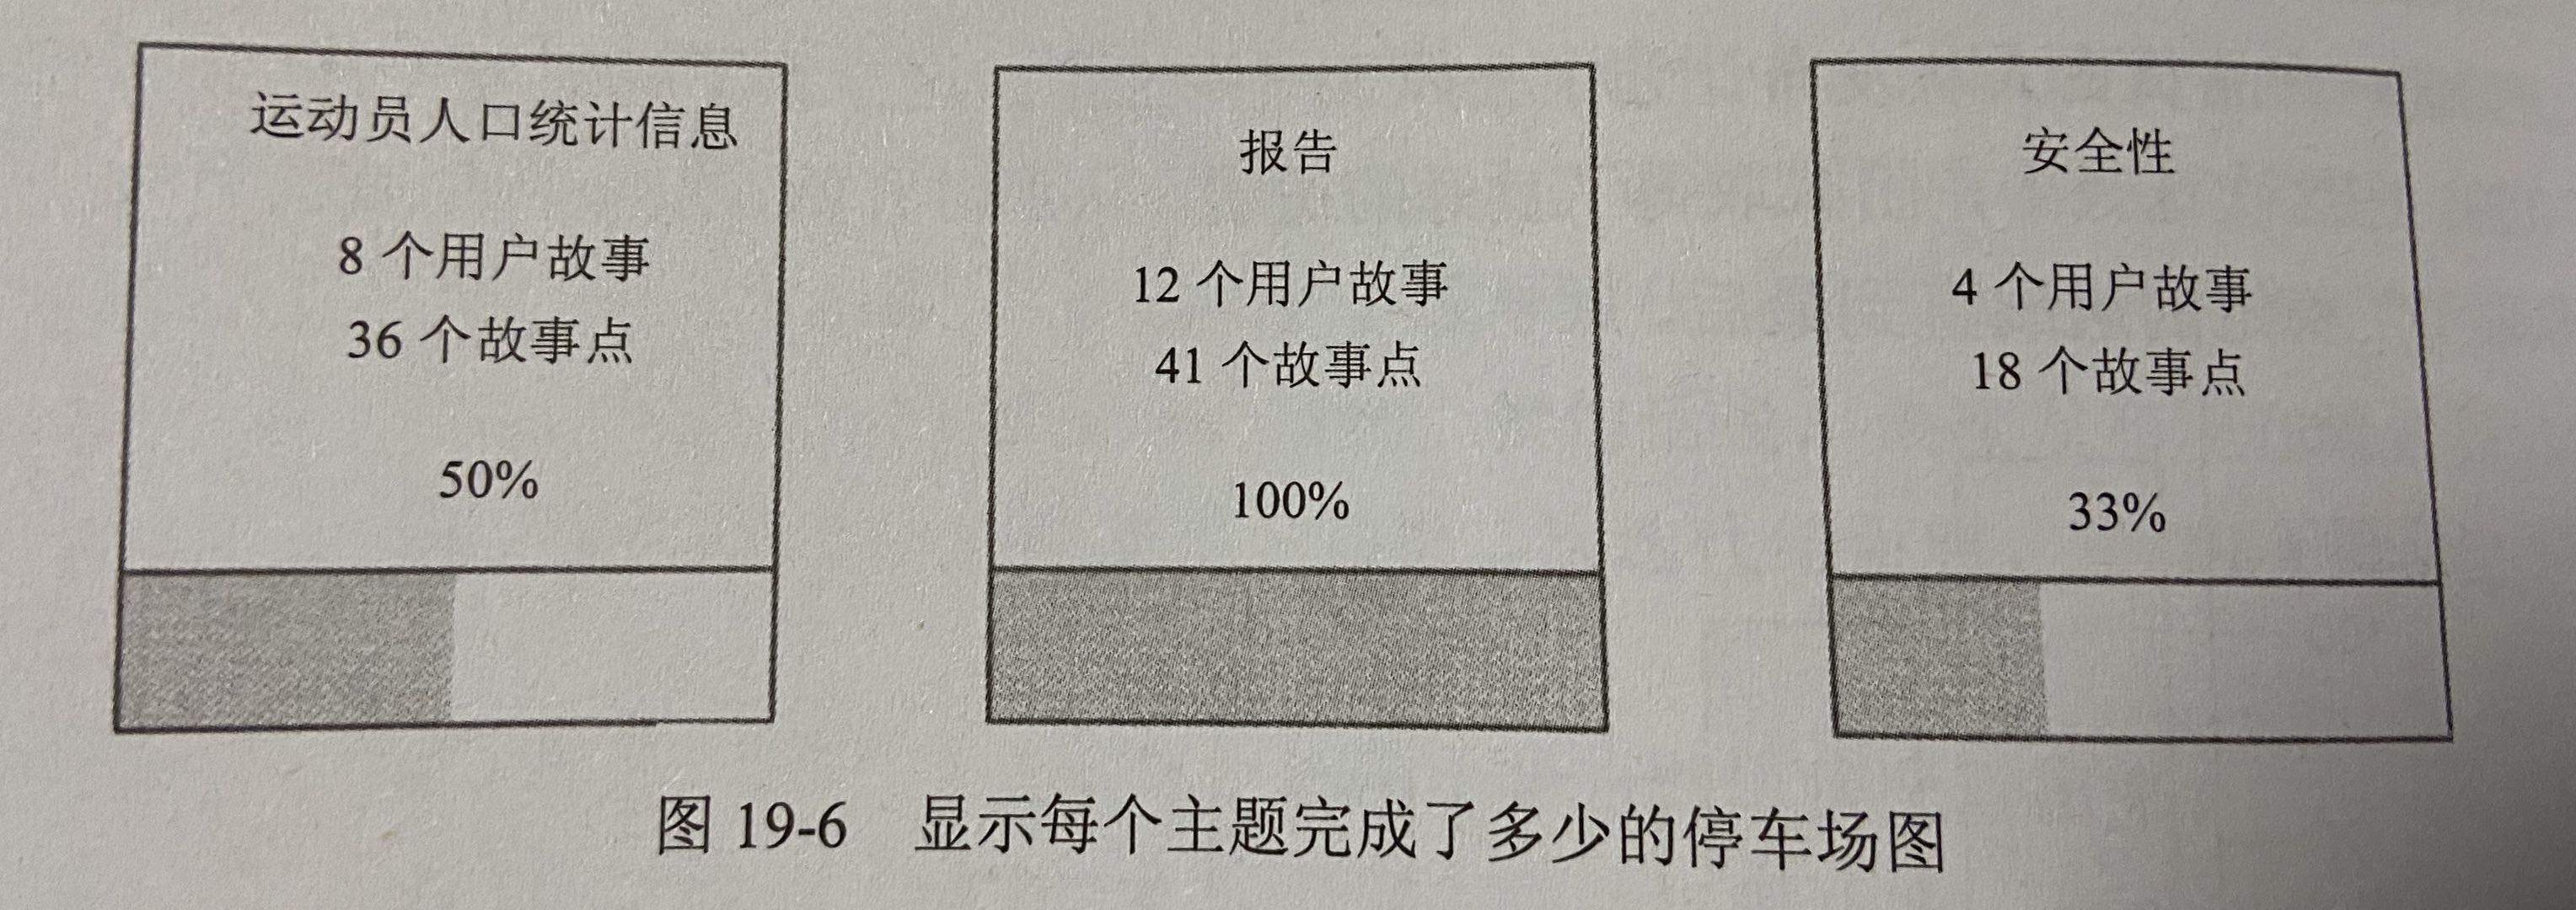 运动员人口统计信息
8 个用户故事
36 个故事点
50%
报告
12 个用户故事
41 个故事点
100%
安全性
4 个用户故事
18 个故事点
33%
图 19-6 显示每个主题完成了多少的停车场图